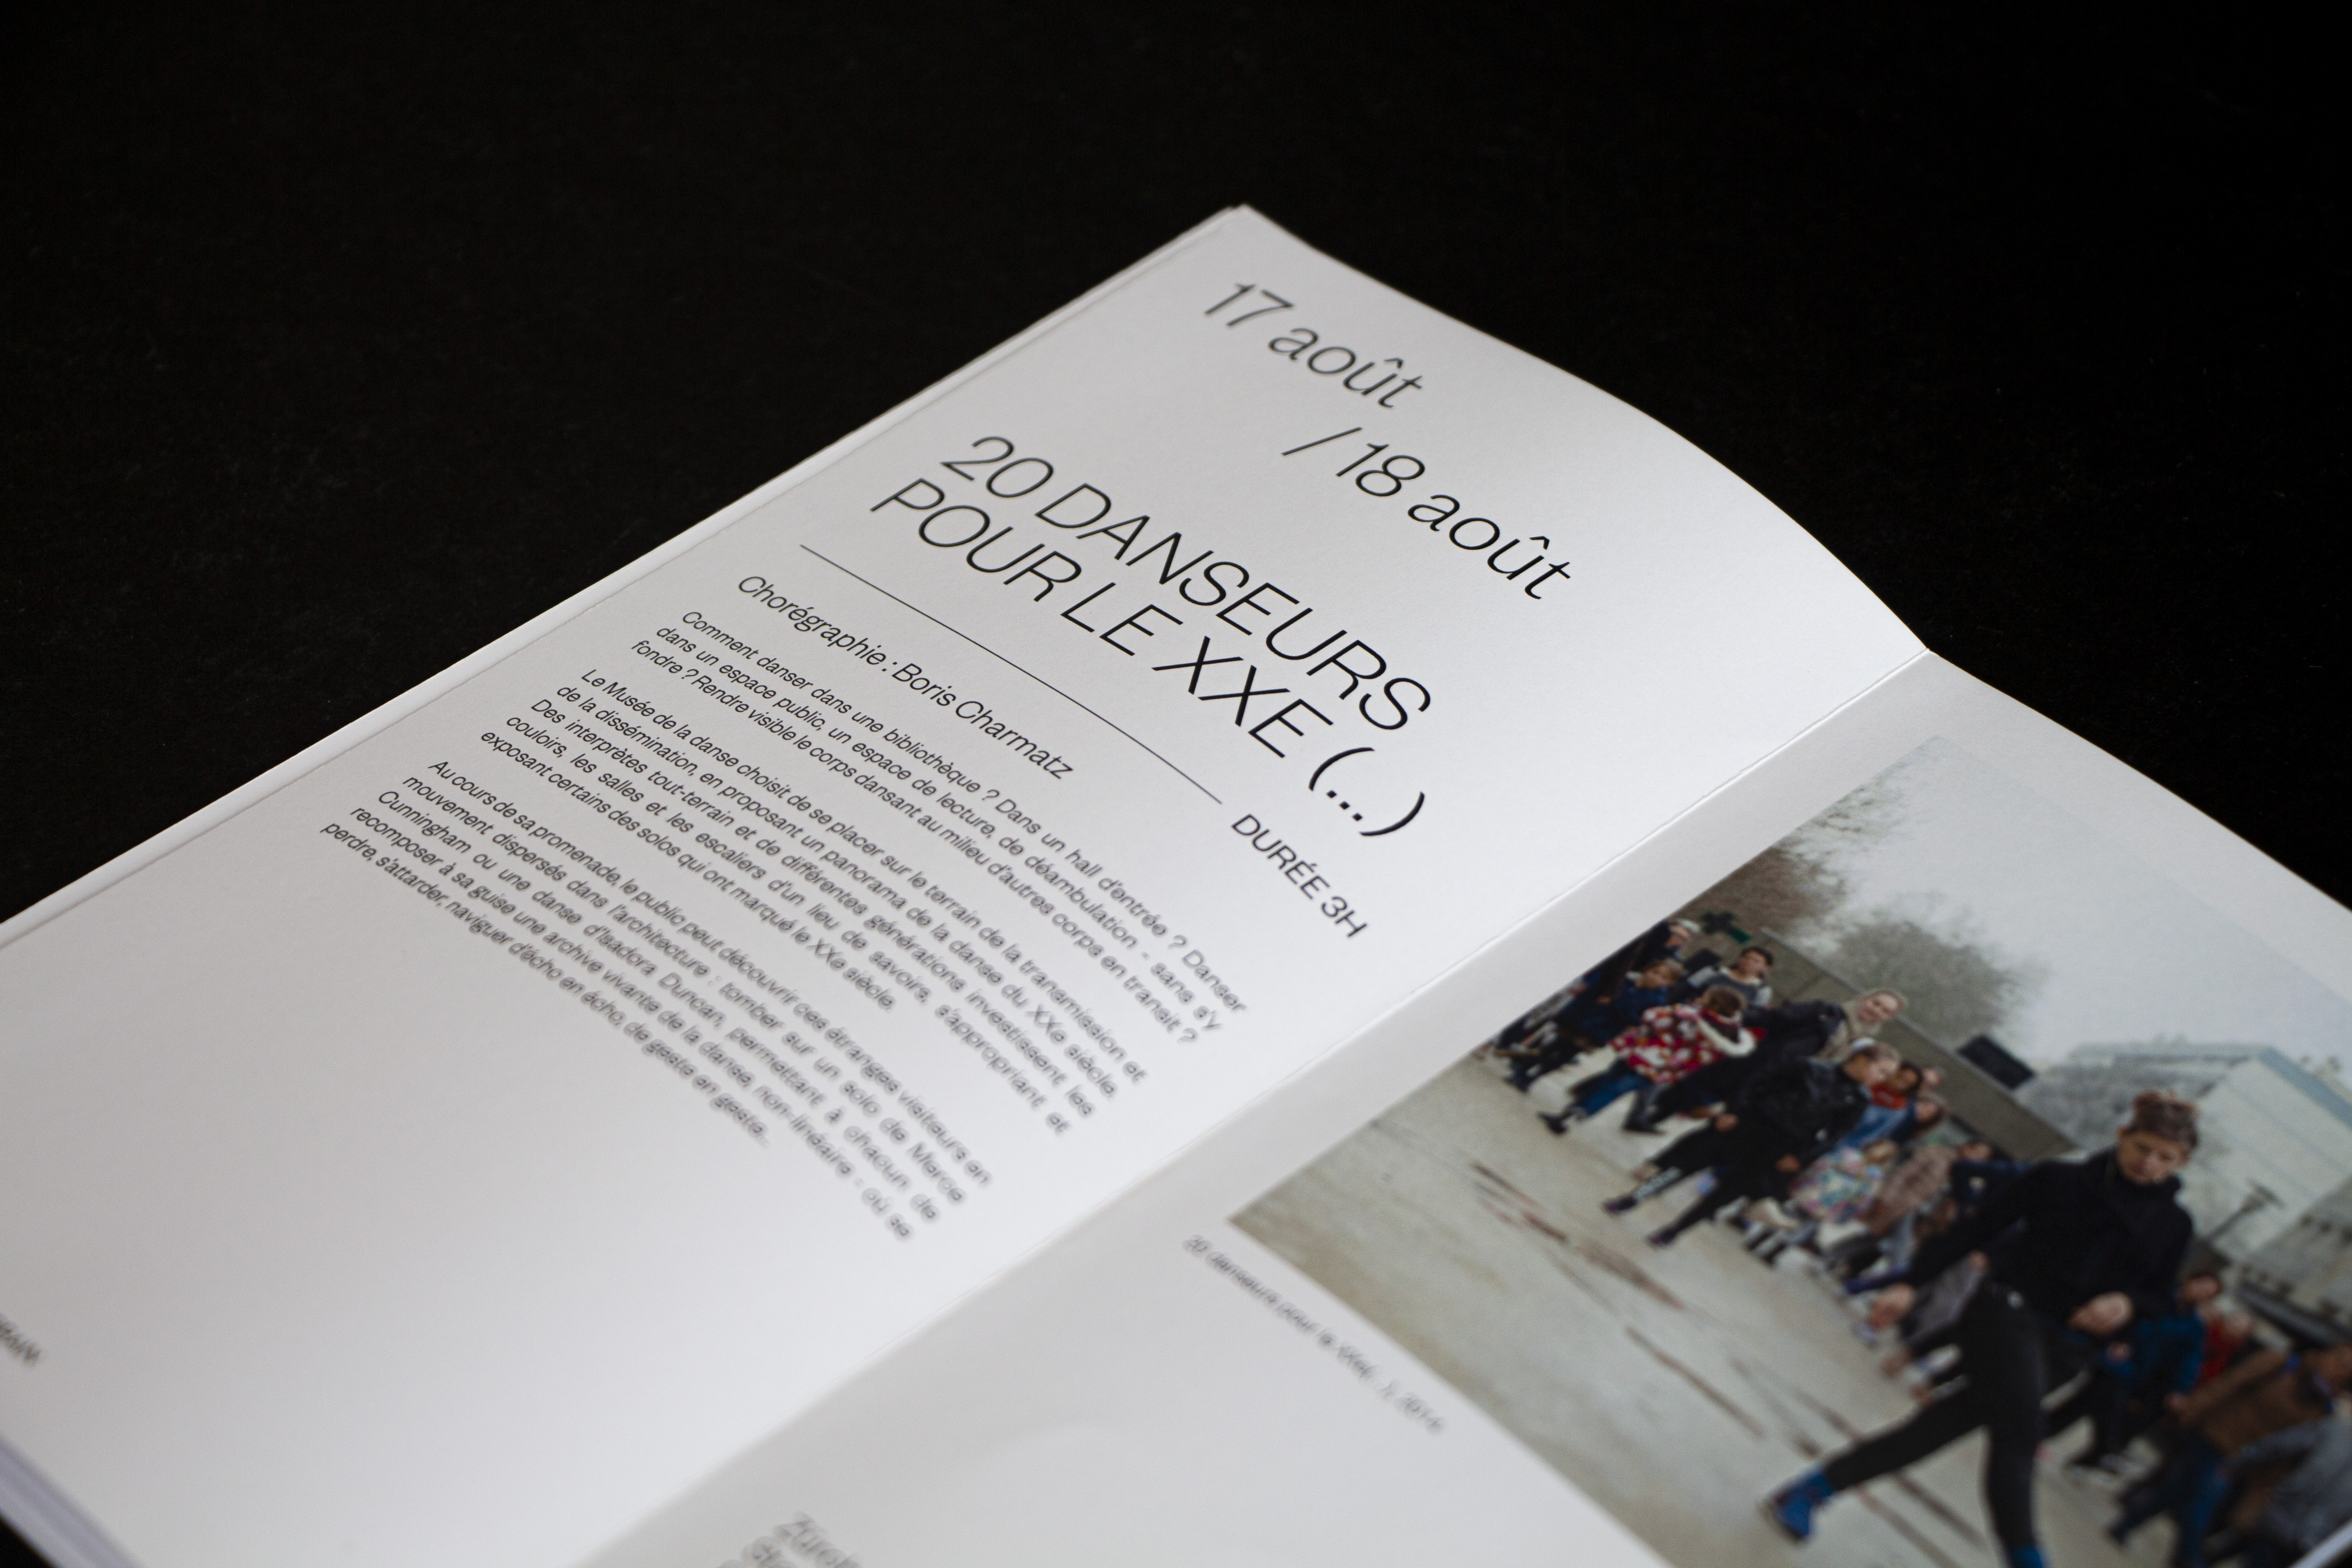 17 août
/ 18 août
20 DANSEURS
POUR LE XXE (...)
DURÉE 3H
Chorégraphie : Boris Charmatz
Comment danser dans une bibliothèque ? Dans un hall d'entrée ? Danser
dans un espace public, un espace de lecture, de déambulation - sans s'y
fondre ? Rendre visible le corps dansant au milieu d'autres corps en transit ?
Le Musée de la danse choisit de se placer sur le terrain de la transmission et
de la dissémination, en proposant un panorama de la danse du XXe siècle.
Des interprètes tout-terrain et de différentes générations investissent les
couloirs, les salles et les escaliers d'un lieu de savoirs, s'appropriant et
exposant certains des solos qui ont marqué le XXe siècle.
Au cours de sa promenade, le public peut découvrir ces étranges visiteurs en
mouvement dispersés dans l'architecture : tomber sur un solo de Merce
Cunningham ou une danse d'Isadora Duncan, permettant à chacun de
recomposer à sa guise une archive vivante de la danse, non-linéaire : où se
perdre, s'attarder, naviguer d'écho en écho, de geste en geste...
20 danseurs pour le XXe (...), 2014